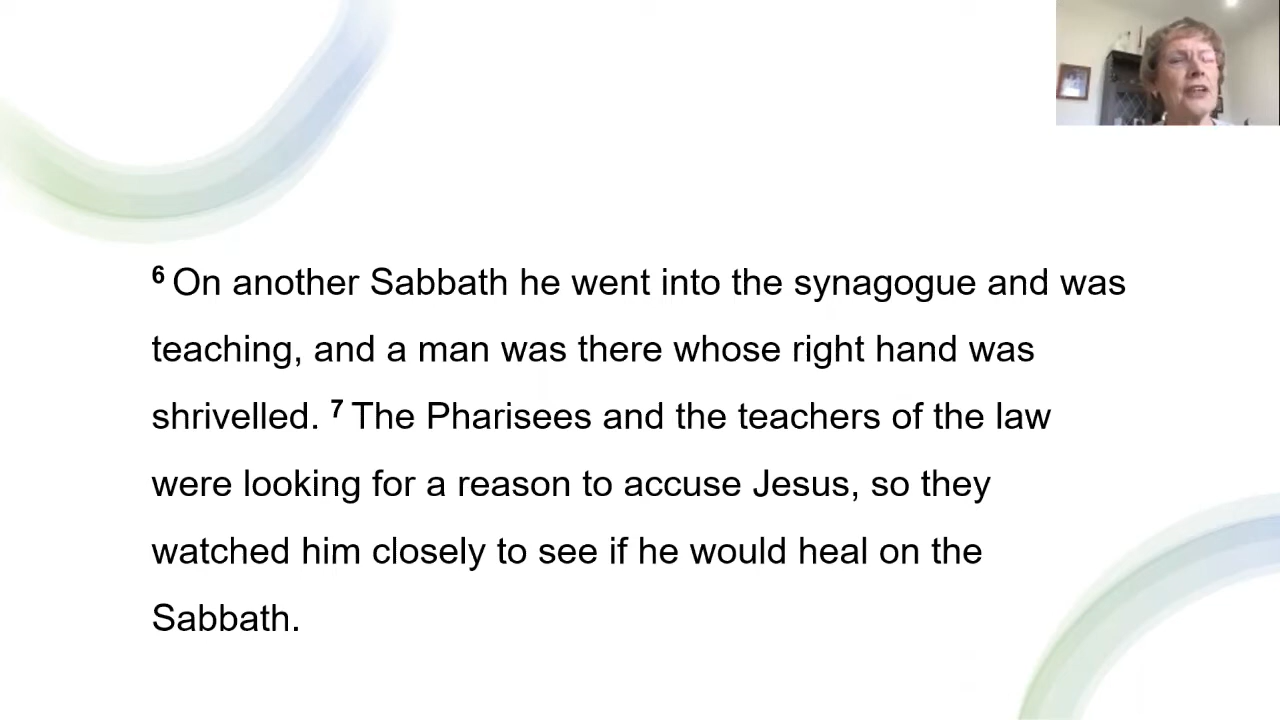 6 On another Sabbath he went into the synagogue and was
teaching, and a man was there whose right hand was
shrivelled. 7 The Pharisees and the teachers of the law
were looking for a reason to accuse Jesus, so they
watched him closely to see if he would heal on the
Sabbath.